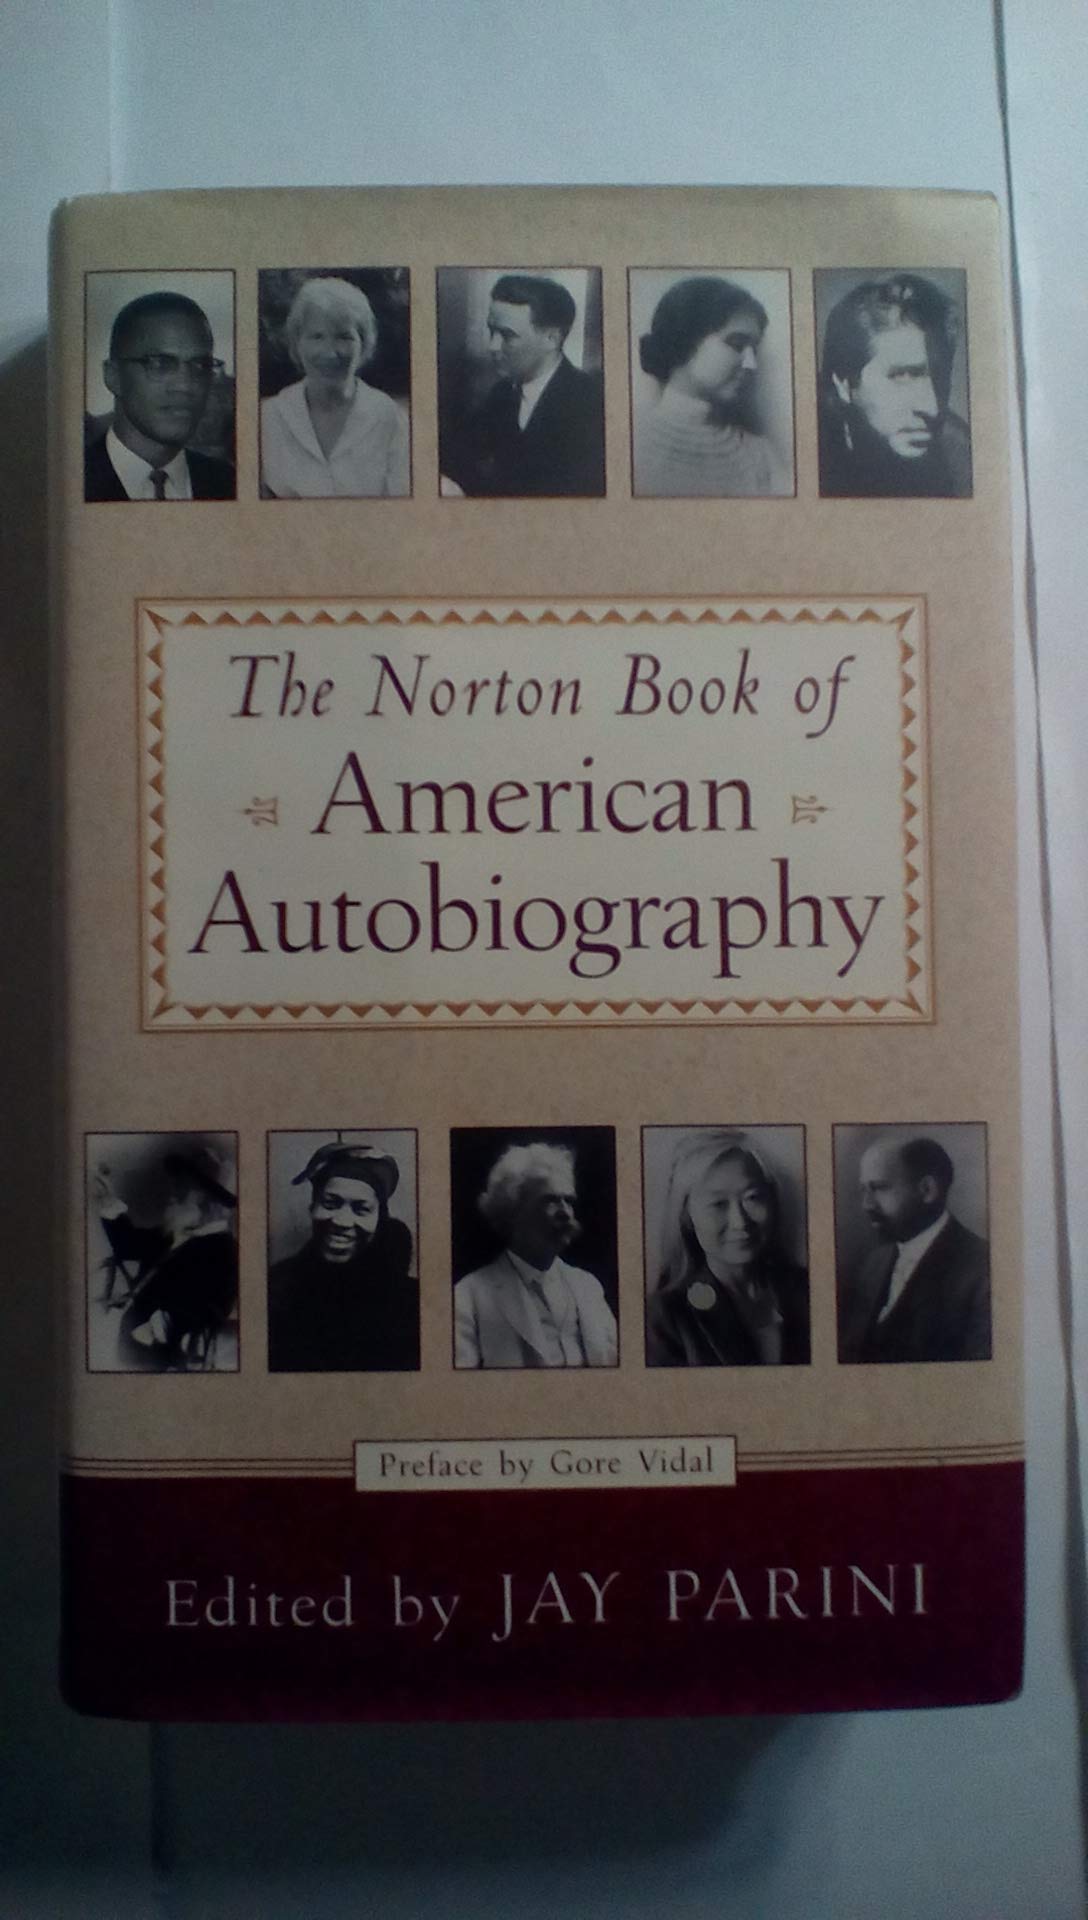 The Norton Book of
American
Autobiography
Preface by Gore Vidal
Edited by JAY PARINI